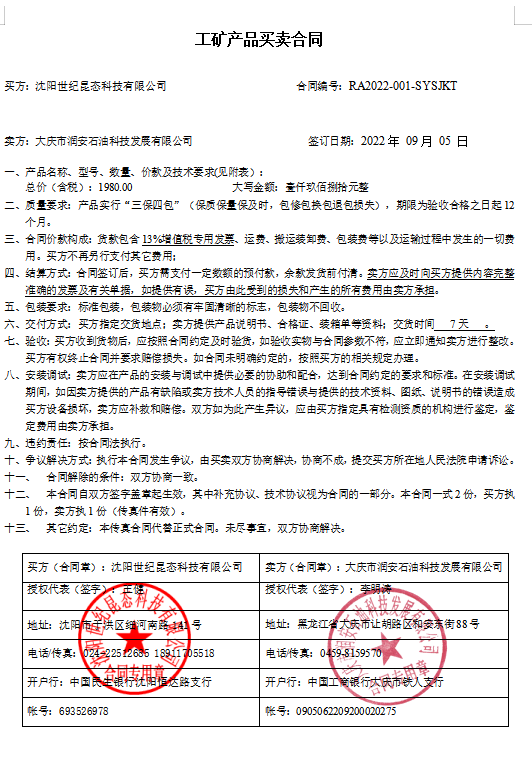 工矿产品买卖合同
买方：沈阳世纪昆态科技有限公司 合同编号：RA2022-001-SYSJKT
卖方：大庆市润安石油科技发展有限公司 签订日期：2022年 09月 05 日
一、产品名称、型号、数量、价款及技术要求(见附表)：
总价（含税）：1980.00 大写金额：壹仟玖佰捌拾元整
二、质量要求：产品实行“三保四包”（保质保量保及时，包修包换包退包损失），期限为验收合格之日起 12
个月。
三、合同价款构成：货款包含 13%增值税专用发票、运费、搬运装卸费、包装费等以及运输过程中发生的一切费
用。买方不再另行支付其它费用；
四、结算方式：合同签订后，买方需支付一定数额的预付款，余款发货前付清。卖方应及时向买方提供内容完整
准确的发票及有关单据，如提供有误，买方由此受到的损失和产生的所有费用由卖方承担。
五、包装要求：标准包装，包装物必须有牢固清晰的标志，包装物不回收。
六、交付方式：买方指定交货地点；卖方提供产品说明书、合格证、装箱单等资料；交货时间 7天 。
七、验收：买方收到货物后，应按照合同约定及时验货，如验收实物与合同参数不符，应立即通知卖方进行整改。
买方有权终止合同并要求赔偿损失。如合同未明确约定的，按照买方的相关规定办理。
八、安装调试：卖方应在产品的安装与调试中提供必要的协助和配合，达到合同约定的要求和标准。在安装调试
期间，如因卖方提供的产品有缺陷或卖方技术人员的指导错误与提供的技术资料、图纸、说明书的错误造成
买方设备损坏，卖方应补救和赔偿。双方如为此产生异议，应由买方指定具有检测资质的机构进行鉴定，鉴
定费用由卖方承担。
九、违约责任：按合同法执行。
十、争议解决方式：执行本合同发生争议，由买卖双方协商解决，协商不成，提交买方所在地人民法院申请诉讼。
十一、 合同解除的条件：双方协商一致。
十二、 本合同自双方签字盖章起生效，其中补充协议、技术协议视为合同的一部分。本合同一式 2 份，买方执
1 份，卖方执 1 份（传真件有效）。
十三、 其它约定：本传真合同代替正式合同。未尽事宜，双方协商解决。
买方（合同章）：沈阳世纪昆态科技有限公司 卖方（合同章）：大庆市润安石油科技发展有限公司
授权代表（签字）：正健 授权代表（签字）：李明涛
地址：沈阳市于洪区细河南路 141 号 地址：黑龙江省大庆市让胡路区和安东街 88 号
电话/传真：024-22512686 18911705518 电话/传真：0469-8159570
开户行：中国民生银行沈阳恒达路支行 开户行：中国工商银行大庆市铁人支行
帐号：693526978 帐号：0905062209200020275
沈阳世纪昆态科技有限公司
合同专用章
大庆市润安石油科技发展有限公司
合同专用章